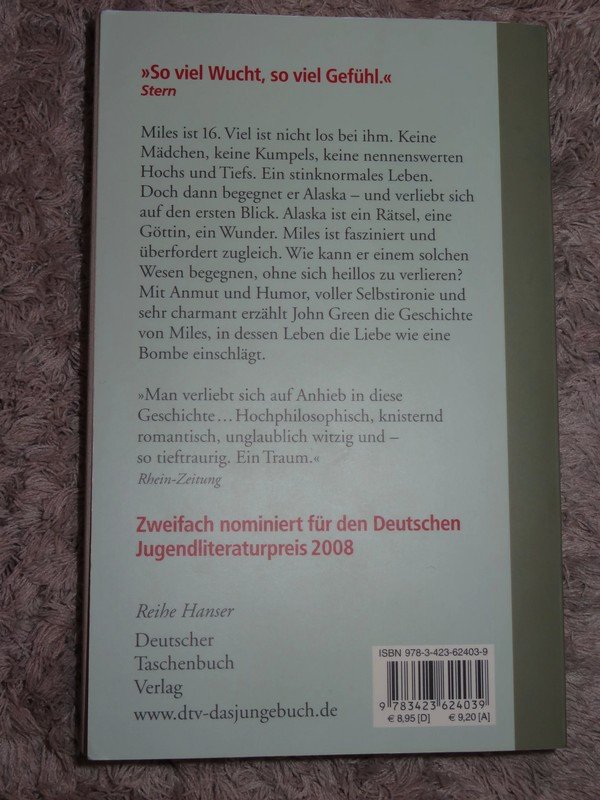 »So viel Wucht, so viel Gefühl.«
Stern
Miles ist 16. Viel ist nicht los bei ihm. Keine
Mädchen, keine Kumpels, keine nennenswerten
Hochs und Tiefs. Ein stinknormales Leben.
Doch dann begegnet er Alaska – und verliebt sich
auf den ersten Blick. Alaska ist ein Rätsel, eine
Göttin, ein Wunder. Miles ist fasziniert und
überfordert zugleich. Wie kann er einem solchen
Wesen begegnen, ohne sich heillos zu verlieren?
Mit Anmut und Humor, voller Selbstironie und
sehr charmant erzählt John Green die Geschichte
von Miles, in dessen Leben die Liebe wie eine
Bombe einschlägt.
»Man verliebt sich auf Anhieb in diese
Geschichte... Hochphilosophisch, knisternd
romantisch, unglaublich witzig und –
so tieftraurig. Ein Traum.«
Rhein-Zeitung
Zweifach nominiert für den Deutschen
Jugendliteraturpreis 2008
Reihe Hanser
Deutscher
Taschenbuch
Verlag
www.dtv-dasjungebuch.de
ISBN 978-3-423-62403-9
9 783423 624039
€ 8,95 [D] € 9,20 [A]